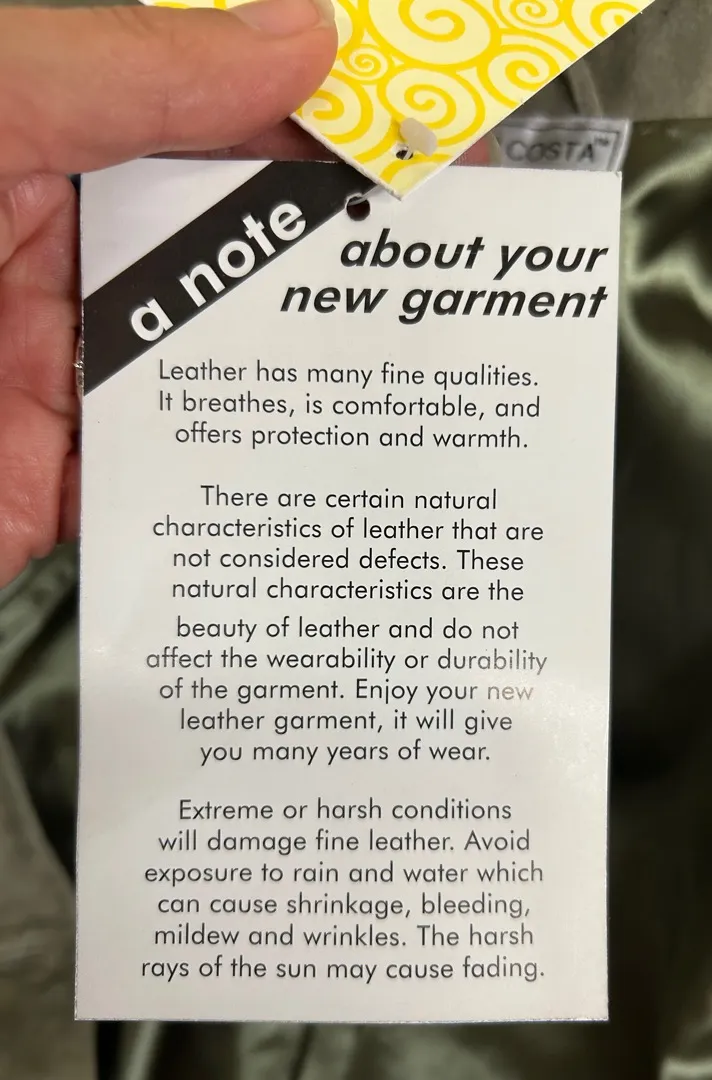 COSTA™
a note
about your
new garment
Leather has many fine qualities.
It breathes, is comfortable, and
offers protection and warmth.
There are certain natural
characteristics of leather that are
not considered defects. These
natural characteristics are the
beauty of leather and do not
affect the wearability or durability
of the garment. Enjoy your new
leather garment, it will give
you many years of wear.
Extreme or harsh conditions
will damage fine leather. Avoid
exposure to rain and water which
can cause shrinkage, bleeding,
mildew and wrinkles. The harsh
rays of the sun may cause fading.